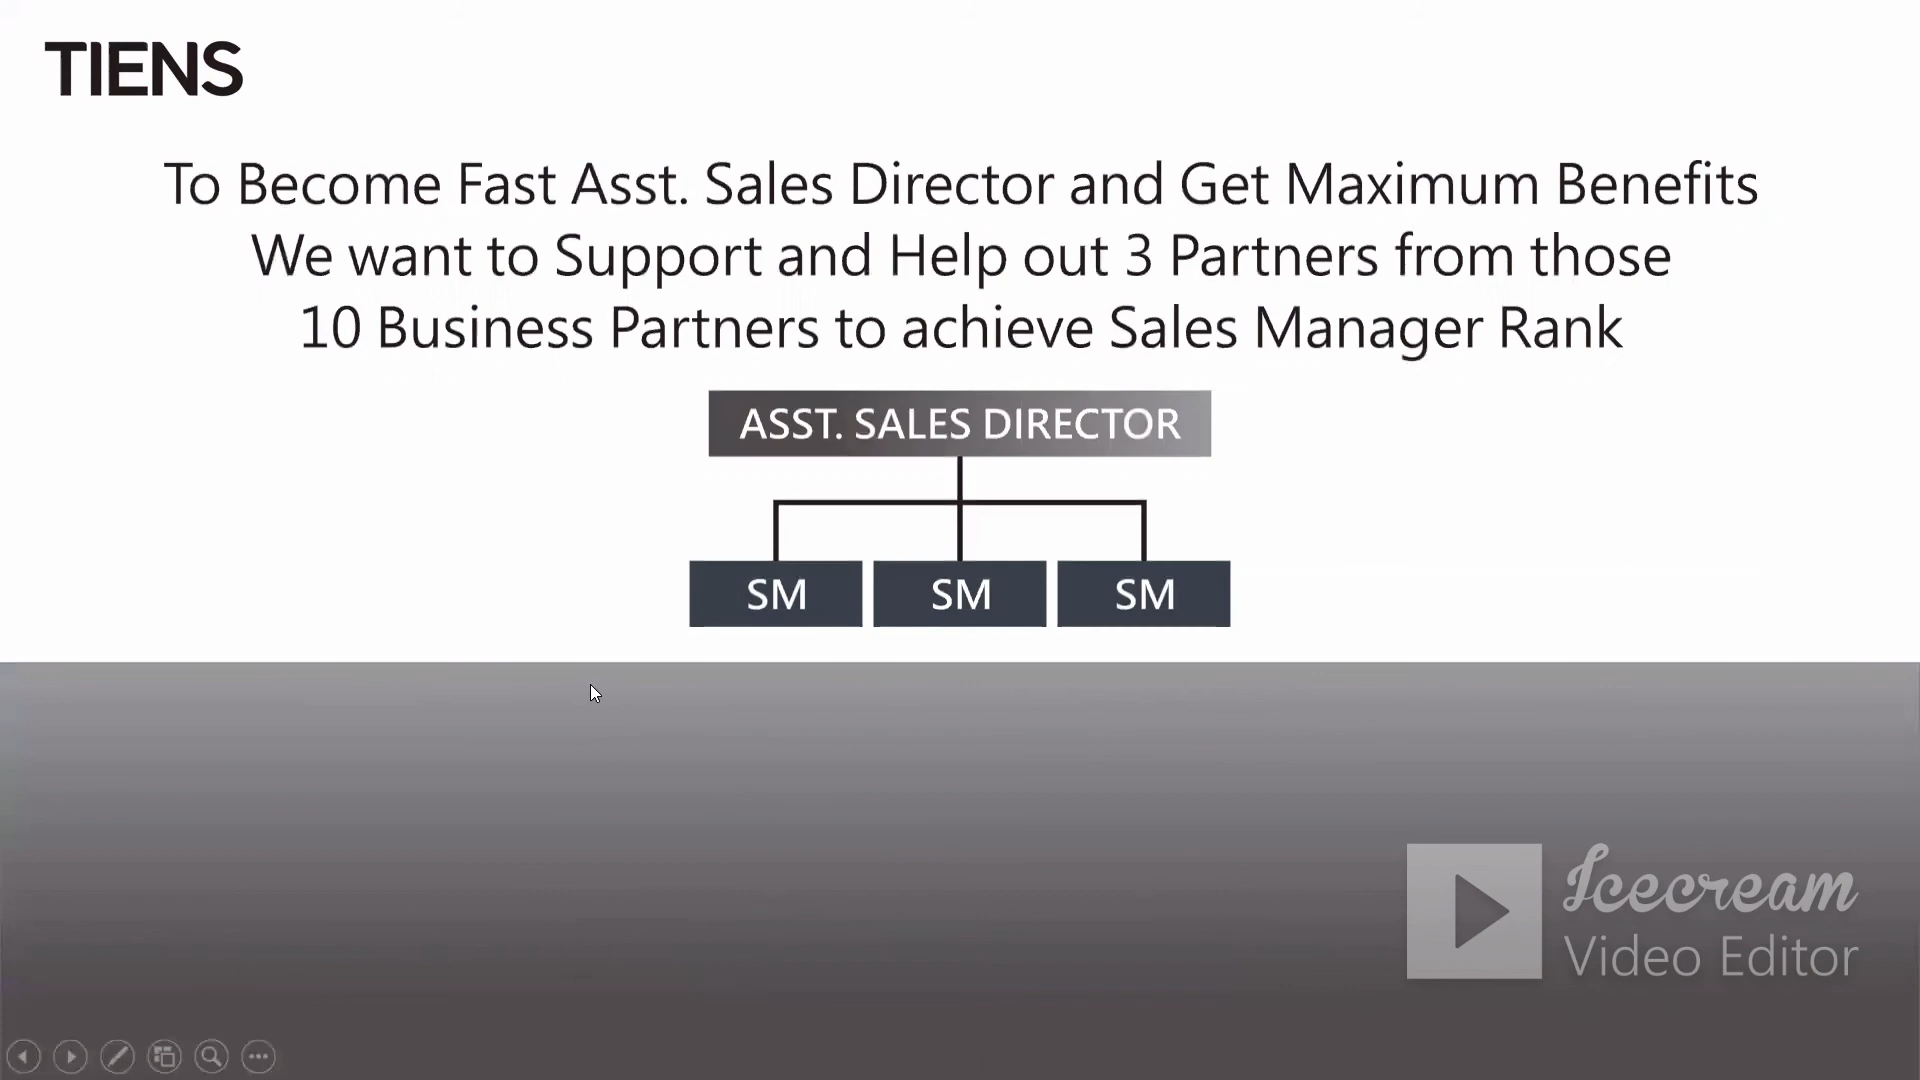 TIENS
To Become Fast Asst. Sales Director and Get Maximum Benefits
We want to Support and Help out 3 Partners from those
10 Business Partners to achieve Sales Manager Rank
ASST. SALES DIRECTOR
SM SM SM
Icecream
Video Editor